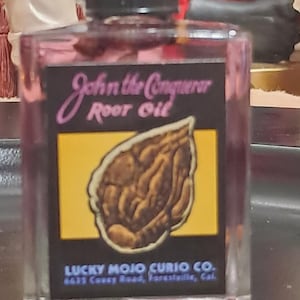 John the Conqueror
Root Oil
LUCKY MOJO CURIO CO.
6632 Covey Road, Forestville, Cal.